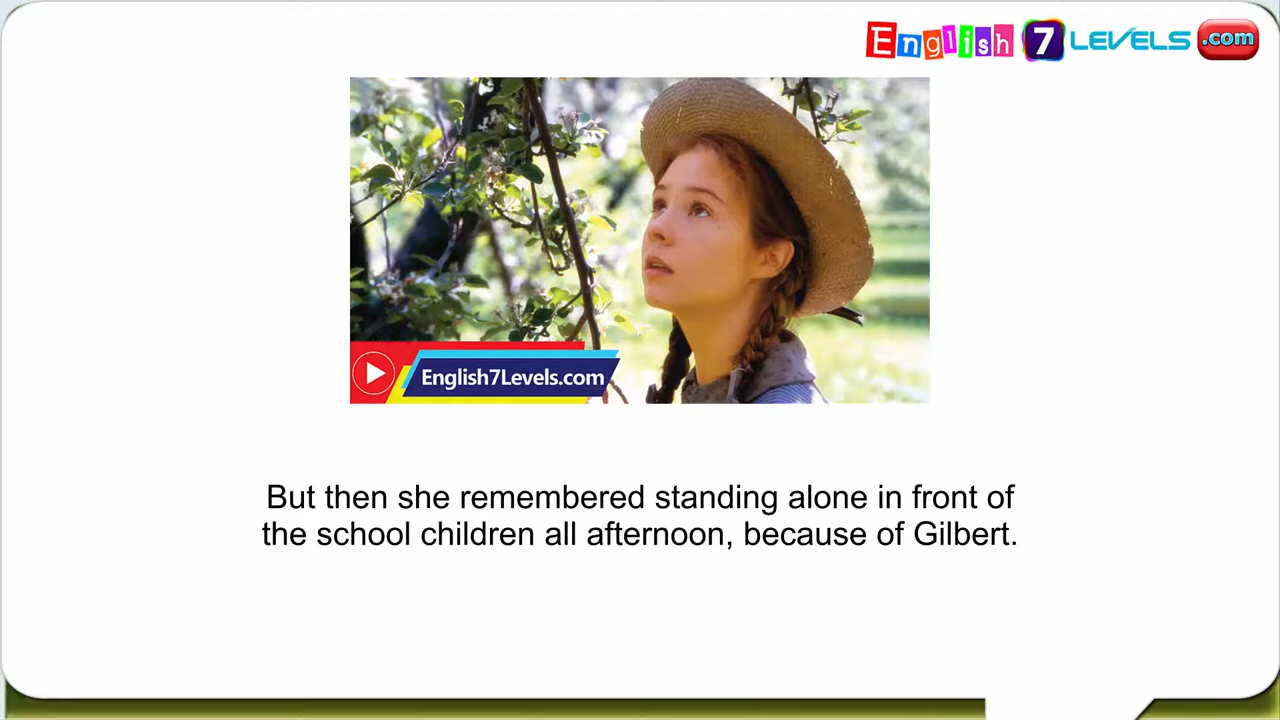 English 7 LEVELS .com
English7Levels.com
But then she remembered standing alone in front of
the school children all afternoon, because of Gilbert.